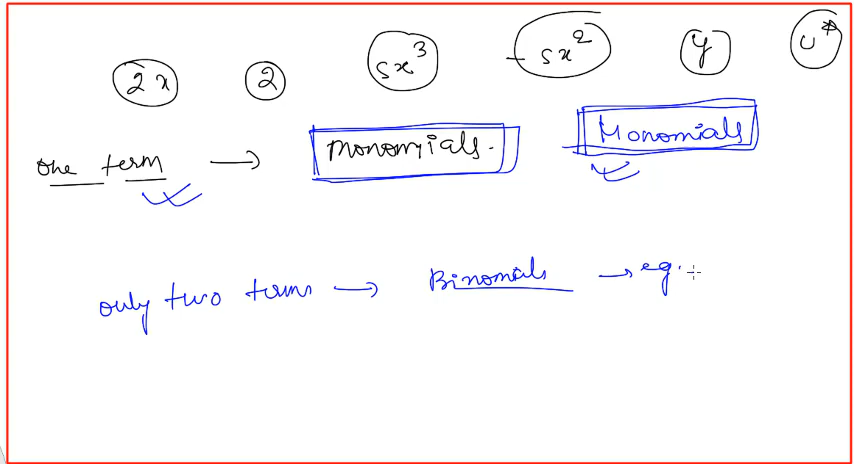 2x 2 5x³ - 5x² y u⁴
one term → monomials. Monomials
only two terms → Binomials → eg.